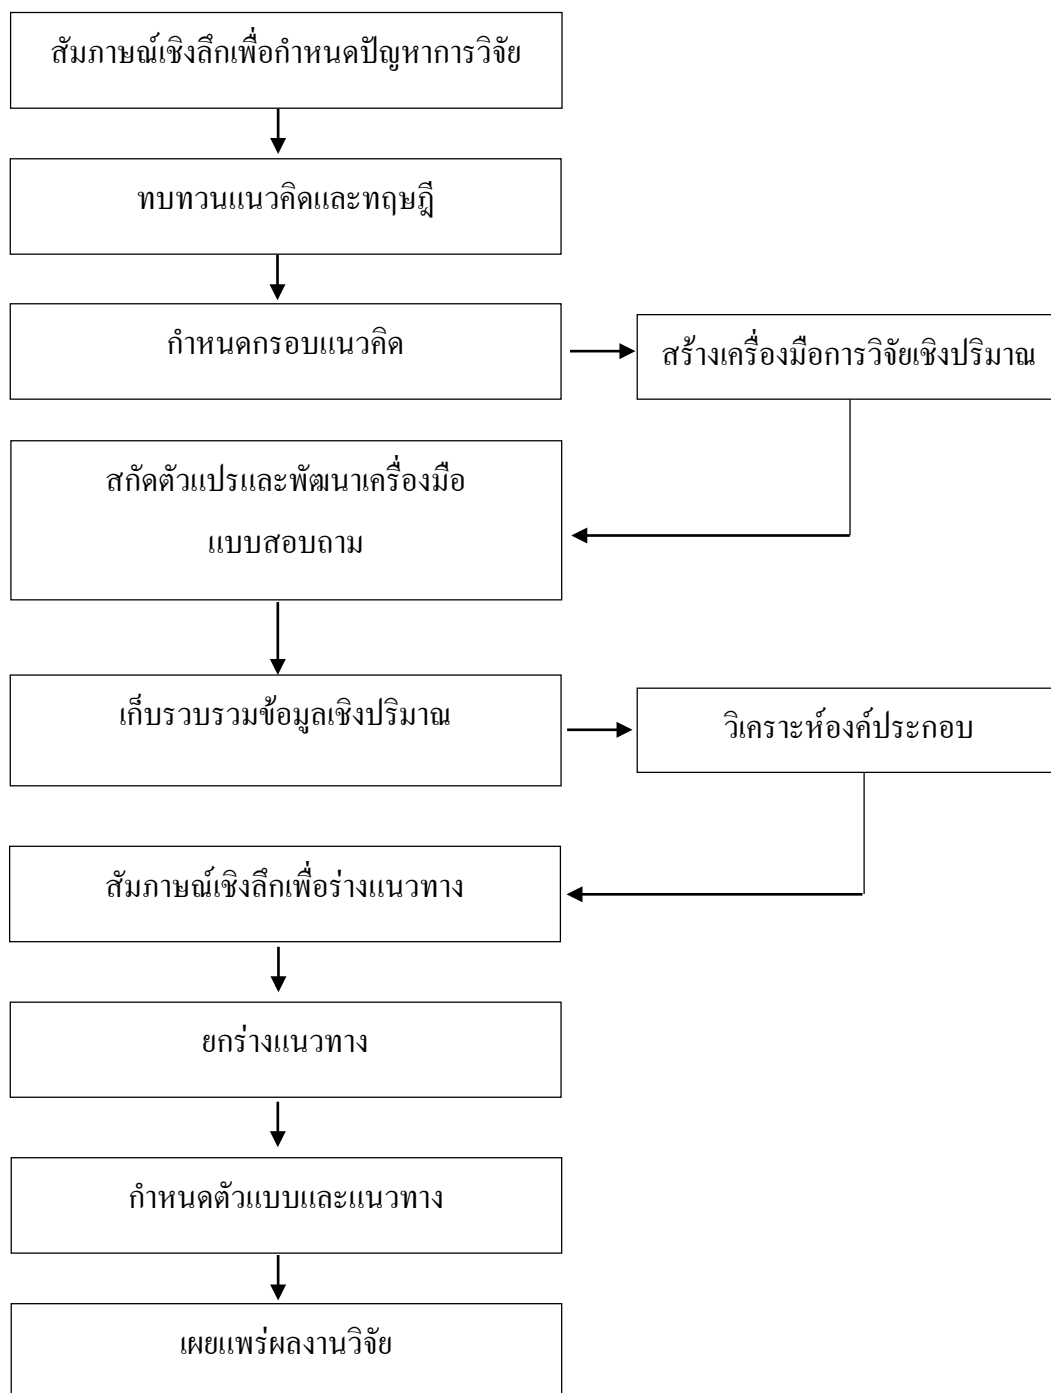 สัมภาษณ์เชิงลึกเพื่อกำหนดปัญหาการวิจัย
ทบทวนแนวคิดและทฤษฎี
กำหนดกรอบแนวคิด
สร้างเครื่องมือการวิจัยเชิงปริมาณ
สกัดตัวแปรและพัฒนาเครื่องมือ
แบบสอบถาม
เก็บรวบรวมข้อมูลเชิงปริมาณ
วิเคราะห์องค์ประกอบ
สัมภาษณ์เชิงลึกเพื่อร่างแนวทาง
ยกร่างแนวทาง
กำหนดตัวแบบและแนวทาง
เผยแพร่ผลงานวิจัย